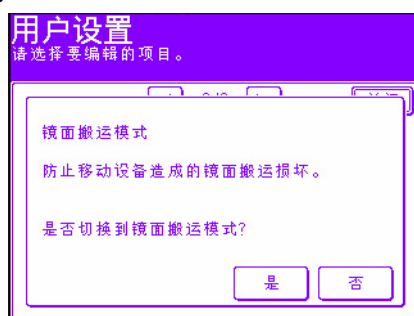 用户设置
请选择要编辑的项目。
镜面搬运模式
防止移动设备造成的镜面搬运损坏。
是否切换到镜面搬运模式?
是
否